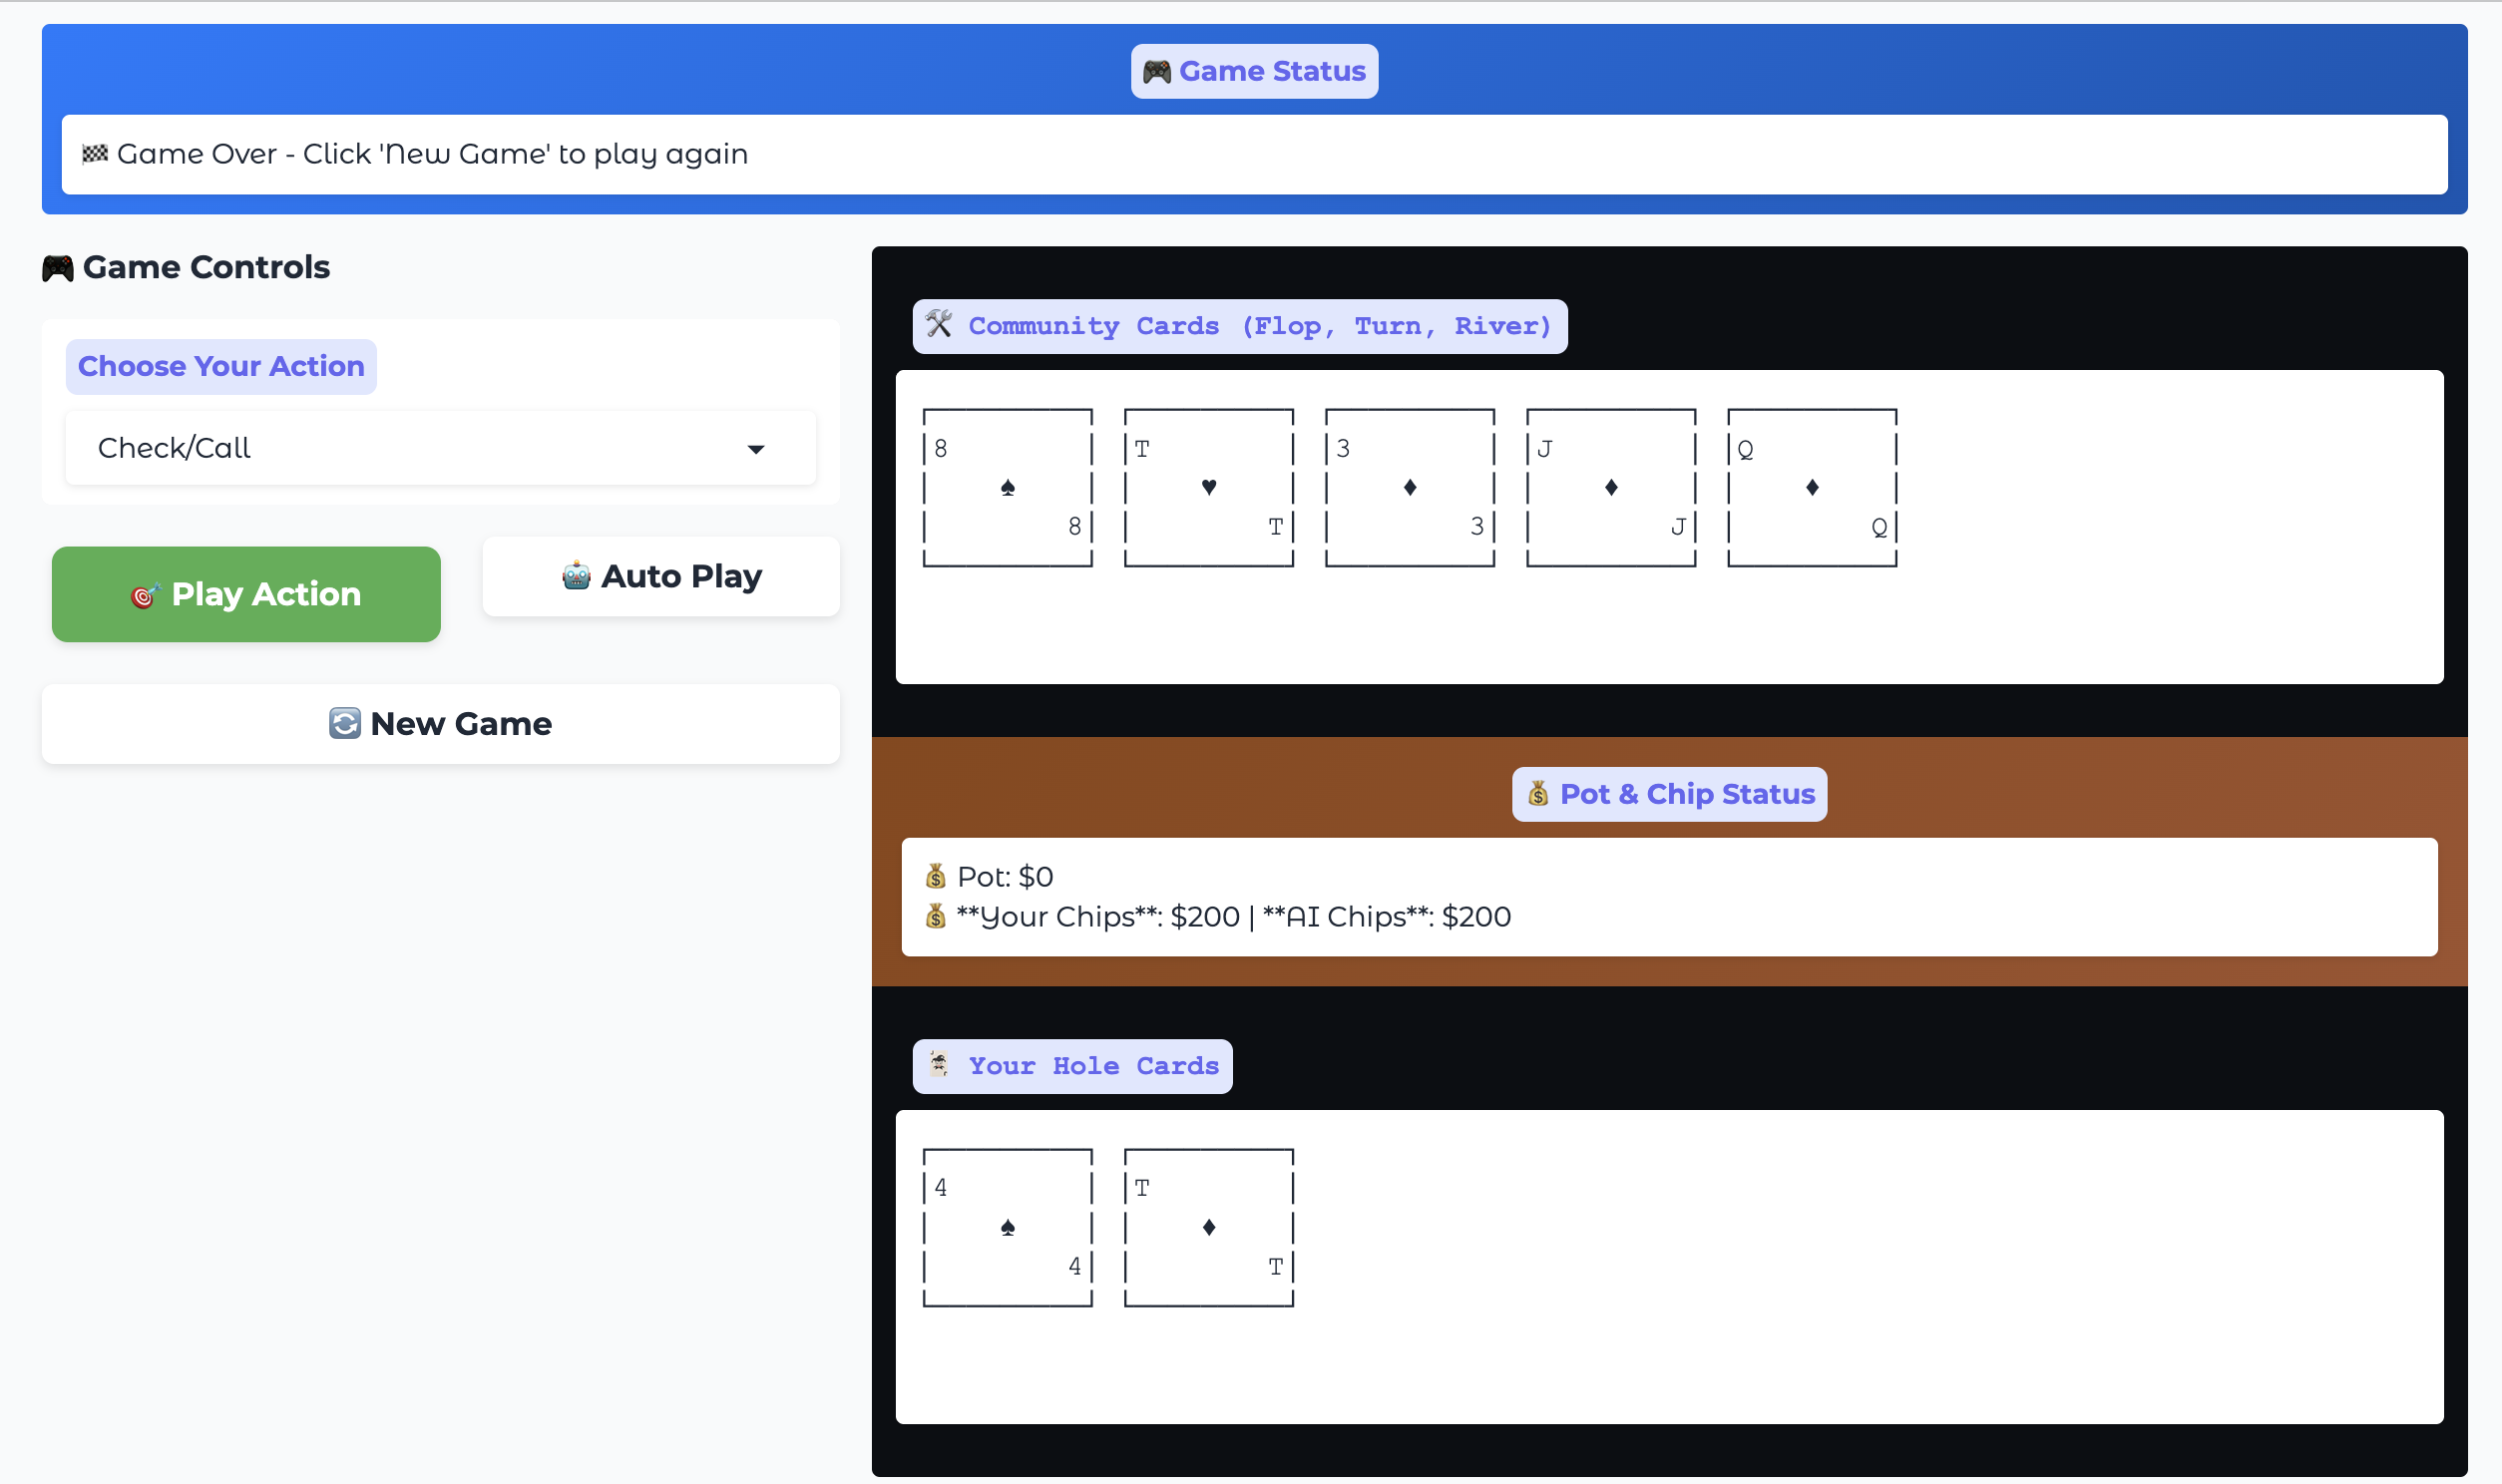 🎮 Game Status
🏁 Game Over - Click 'New Game' to play again
🎮 Game Controls
Choose Your Action
Check/Call
🎯 Play Action
🤖 Auto Play
🔄 New Game
🛠 Community Cards (Flop, Turn, River)
8 T 3 J Q
♠ ♥ ♦ ♦ ♦
8 T 3 J Q
💰 Pot & Chip Status
💰 Pot: $0
💰 **Your Chips**: $200 | **AI Chips**: $200
🃏 Your Hole Cards
4 T
♠ ♦
4 T